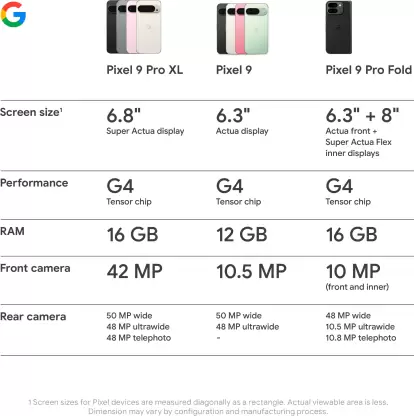 Pixel 9 Pro XL
Pixel 9
Pixel 9 Pro Fold
Screen size¹
6.8"
Super Actua display
6.3"
Actua display
6.3" + 8"
Actua front +
Super Actua Flex
inner displays
Performance
G4
Tensor chip
G4
Tensor chip
G4
Tensor chip
RAM
16 GB
12 GB
16 GB
Front camera
42 MP
10.5 MP
10 MP
(front and inner)
Rear camera
50 MP wide
48 MP ultrawide
48 MP telephoto
50 MP wide
48 MP ultrawide
-
48 MP wide
10.5 MP ultrawide
10.8 MP telephoto
1 Screen sizes for Pixel devices are measured diagonally as a rectangle. Actual viewable area is less.
Dimension may vary by configuration and manufacturing process.